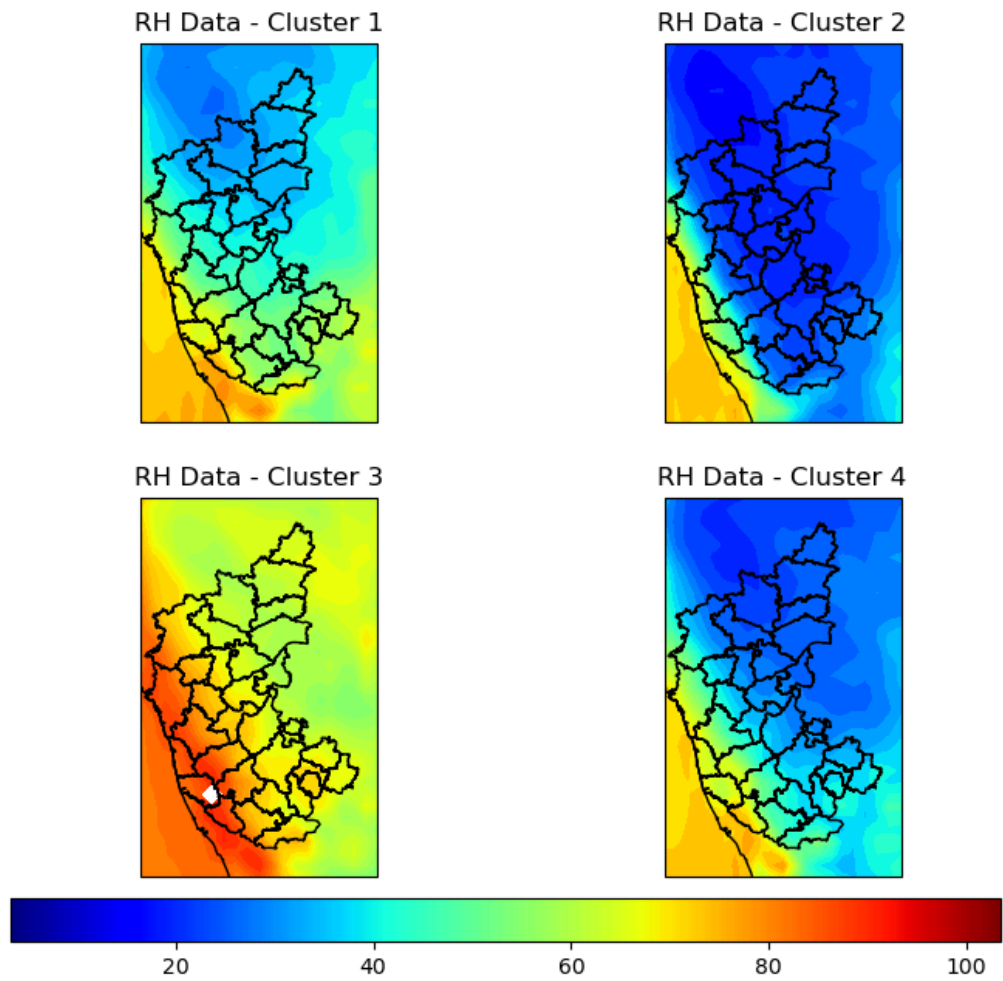 RH Data - Cluster 1
RH Data - Cluster 2
RH Data - Cluster 3
RH Data - Cluster 4
20 40 60 80 100